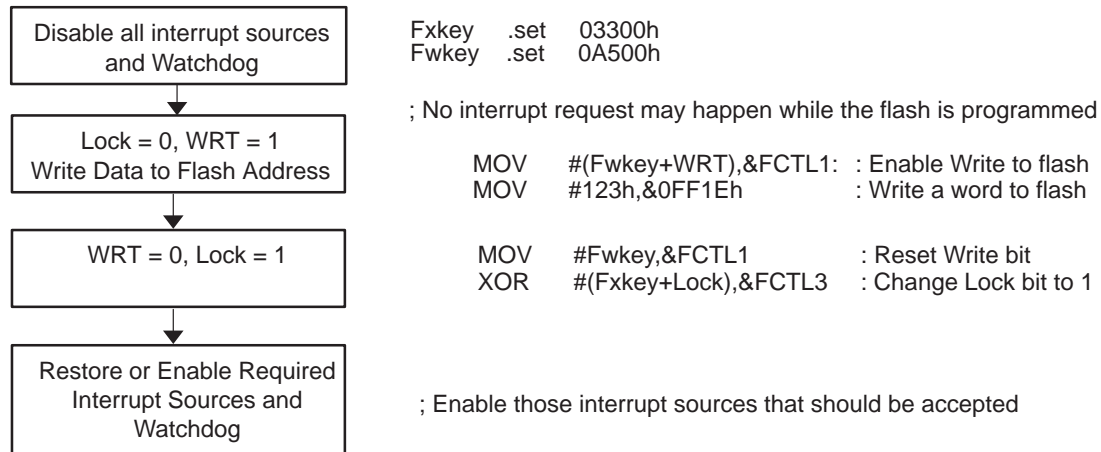 Disable all interrupt sources
and Watchdog
Fxkey .set 03300h
Fwkey .set 0A500h
; No interrupt request may happen while the flash is programmed
Lock = 0, WRT = 1
Write Data to Flash Address
MOV #(Fwkey+WRT),&FCTL1: : Enable Write to flash
MOV #123h,&0FF1Eh : Write a word to flash
WRT = 0, Lock = 1
MOV #Fwkey,&FCTL1 : Reset Write bit
XOR #(Fxkey+Lock),&FCTL3 : Change Lock bit to 1
Restore or Enable Required
Interrupt Sources and
Watchdog
; Enable those interrupt sources that should be accepted